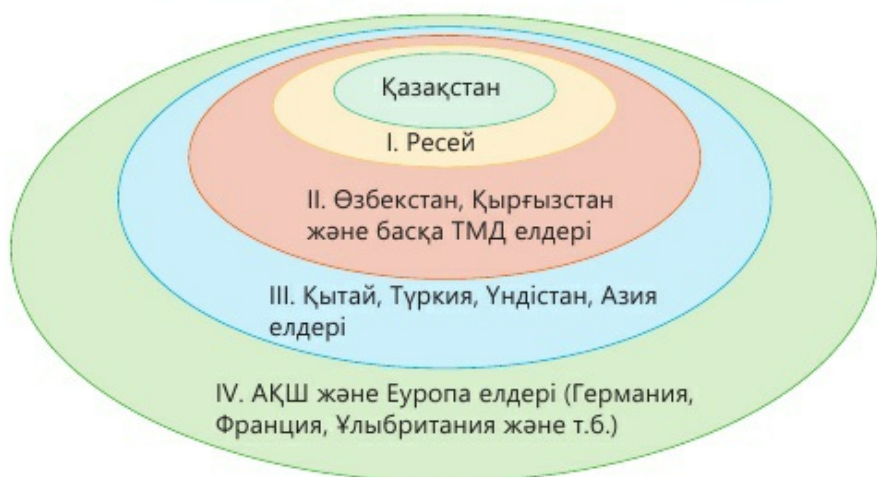 Қазақстан
I. Ресей
II. Өзбекстан, Қырғызстан
және басқа ТМД елдері
III. Қытай, Түркия, Үндістан, Азия
елдері
IV. АҚШ және Еуропа елдері (Германия,
Франция, Ұлыбритания және т.б.)